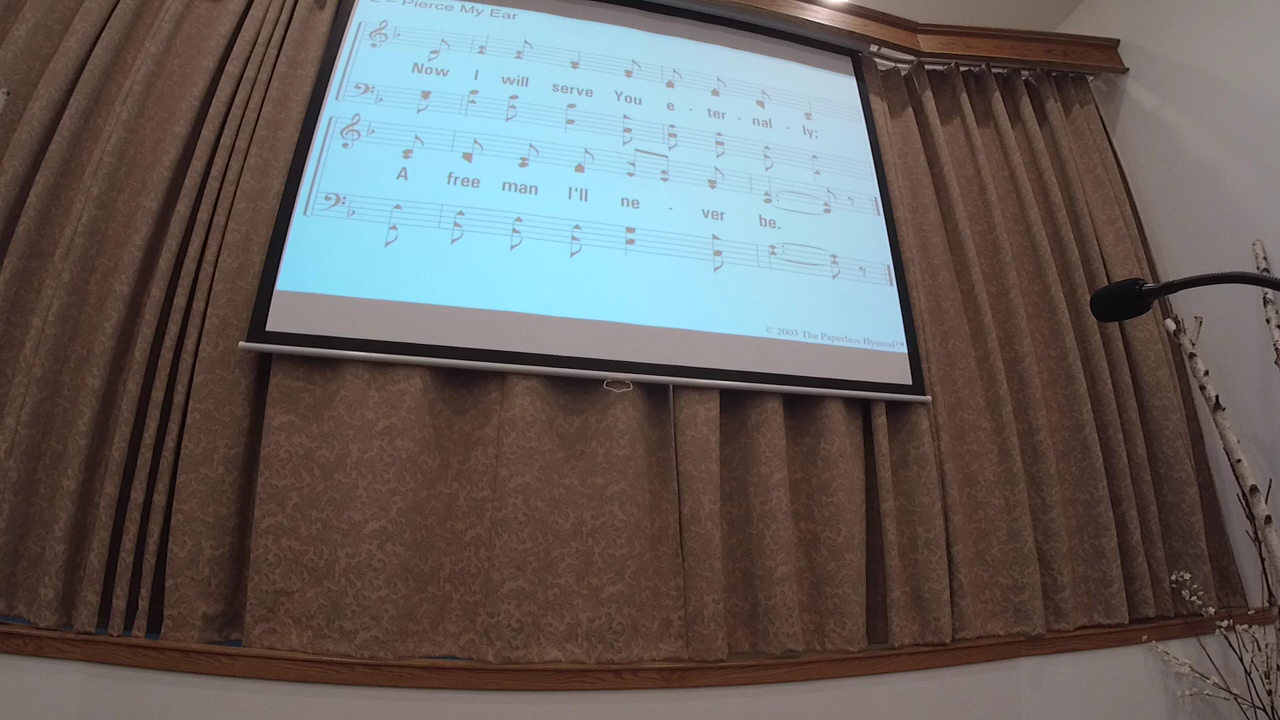 2 – Pierce My Ear
Now I will serve You e - ter - nal - ly;
A free man I'll ne - ver be.
© 2003 The Paperless Hymnal™